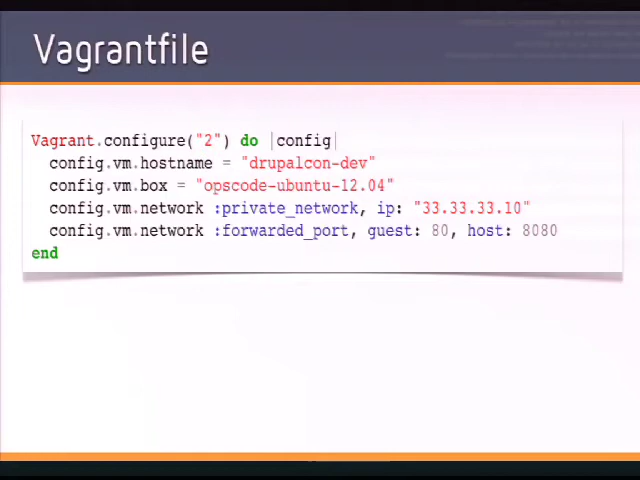 Vagrantfile
Vagrant.configure("2") do |config|
config.vm.hostname = "drupalcon-dev"
config.vm.box = "opscode-ubuntu-12.04"
config.vm.network :private_network, ip: "33.33.33.10"
config.vm.network :forwarded_port, guest: 80, host: 8080
end